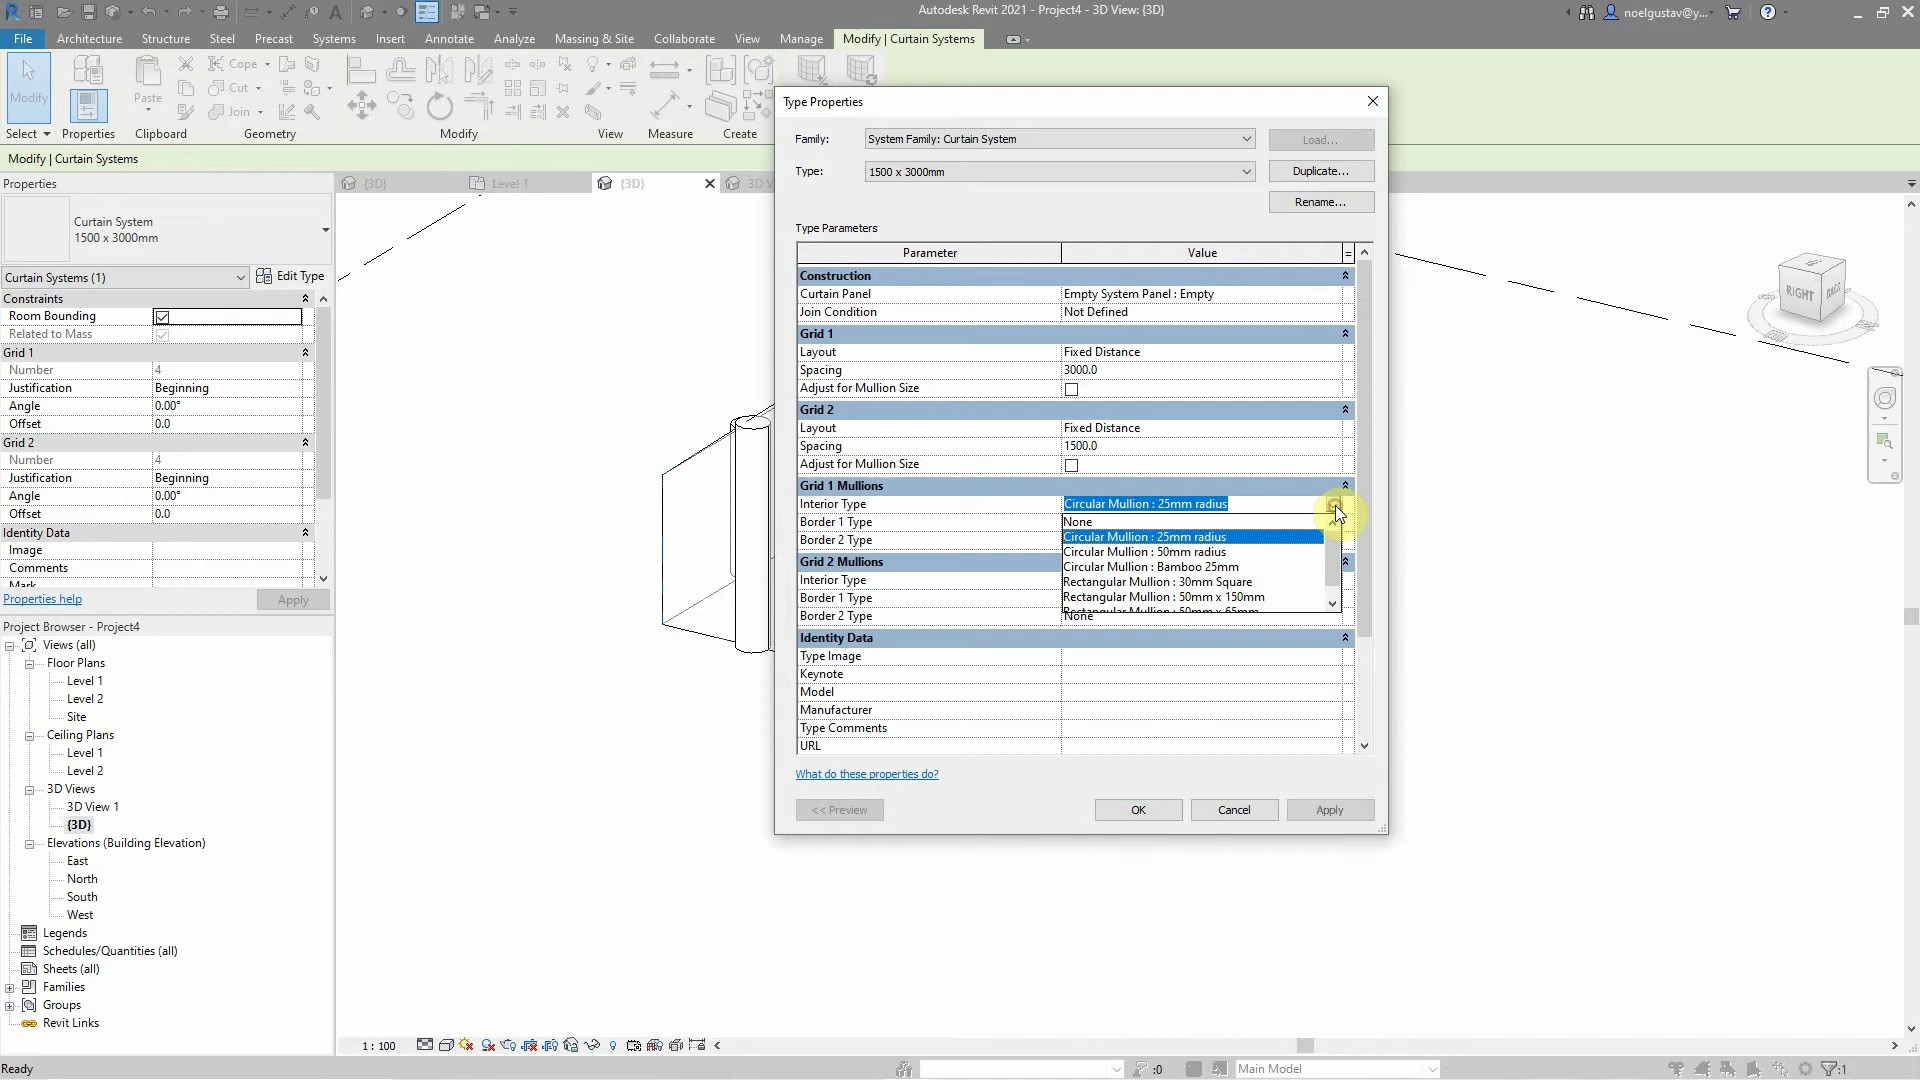 Autodesk Revit 2021 - Project4 - 3D View: {3D}
noelgustav@y...
File Architecture Structure Steel Precast Systems Insert Annotate Analyze Massing & Site Collaborate View Manage Modify | Curtain Systems
Modify
Paste
Cope
Cut
Join
Select Properties Clipboard Geometry Modify View Measure Create
Modify | Curtain Systems
Properties
{3D}
Level 1
{3D}
Curtain System
1500 x 3000mm
Curtain Systems (1)
Edit Type
Constraints
Room Bounding
Related to Mass
Grid 1
Number 4
Justification Beginning
Angle 0.00°
Offset 0.0
Grid 2
Number 4
Justification Beginning
Angle 0.00°
Offset 0.0
Identity Data
Image
Comments
Mark
Properties help
Apply
Project Browser - Project4
Views (all)
Floor Plans
Level 1
Level 2
Site
Ceiling Plans
Level 1
Level 2
3D Views
3D View 1
{3D}
Elevations (Building Elevation)
East
North
South
West
Legends
Schedules/Quantities (all)
Sheets (all)
Families
Groups
Revit Links
Type Properties
Family: System Family: Curtain System Load...
Type: 1500 x 3000mm Duplicate...
Rename...
Type Parameters
Parameter Value =
Construction
Curtain Panel Empty System Panel : Empty
Join Condition Not Defined
Grid 1
Layout Fixed Distance
Spacing 3000.0
Adjust for Mullion Size
Grid 2
Layout Fixed Distance
Spacing 1500.0
Adjust for Mullion Size
Grid 1 Mullions
Interior Type Circular Mullion : 25mm radius
Border 1 Type
Border 2 Type
None
Circular Mullion : 25mm radius
Circular Mullion : 50mm radius
Circular Mullion : Bamboo 25mm
Rectangular Mullion : 30mm Square
Rectangular Mullion : 50mm x 150mm
Rectangular Mullion : 50mm x 65mm
Grid 2 Mullions
Interior Type
Border 1 Type
Border 2 Type None
Identity Data
Type Image
Keynote
Model
Manufacturer
Type Comments
URL
What do these properties do?
<< Preview OK Cancel Apply
RIGHT
BACK
1 : 100
Ready
:0
Main Model
:1